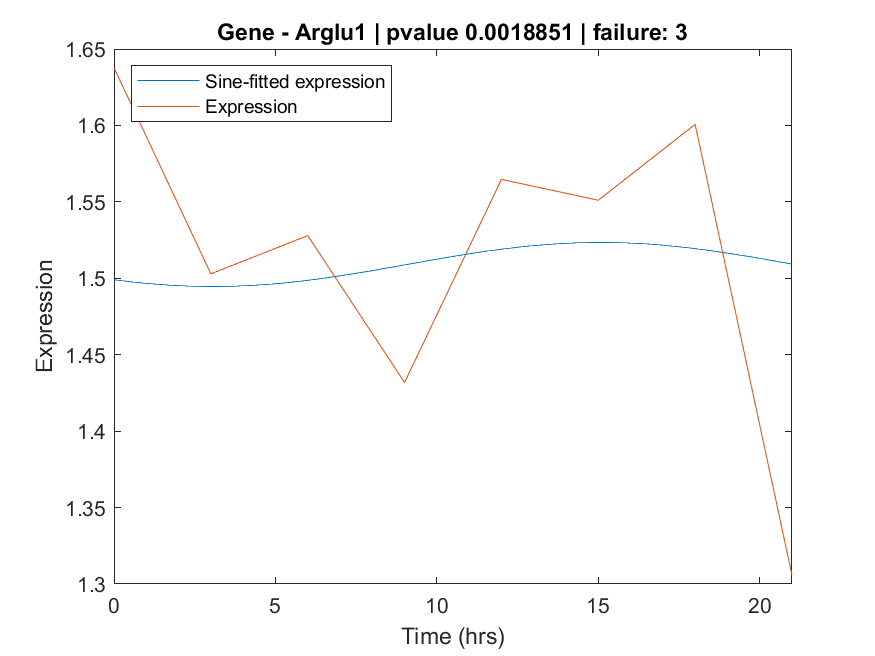 Gene - Arglu1 | pvalue 0.0018851 | failure: 3
1.65
1.6
1.55
1.5
1.45
1.4
1.35
1.3
Expression
Sine-fitted expression
Expression
0
5
10
15
20
Time (hrs)